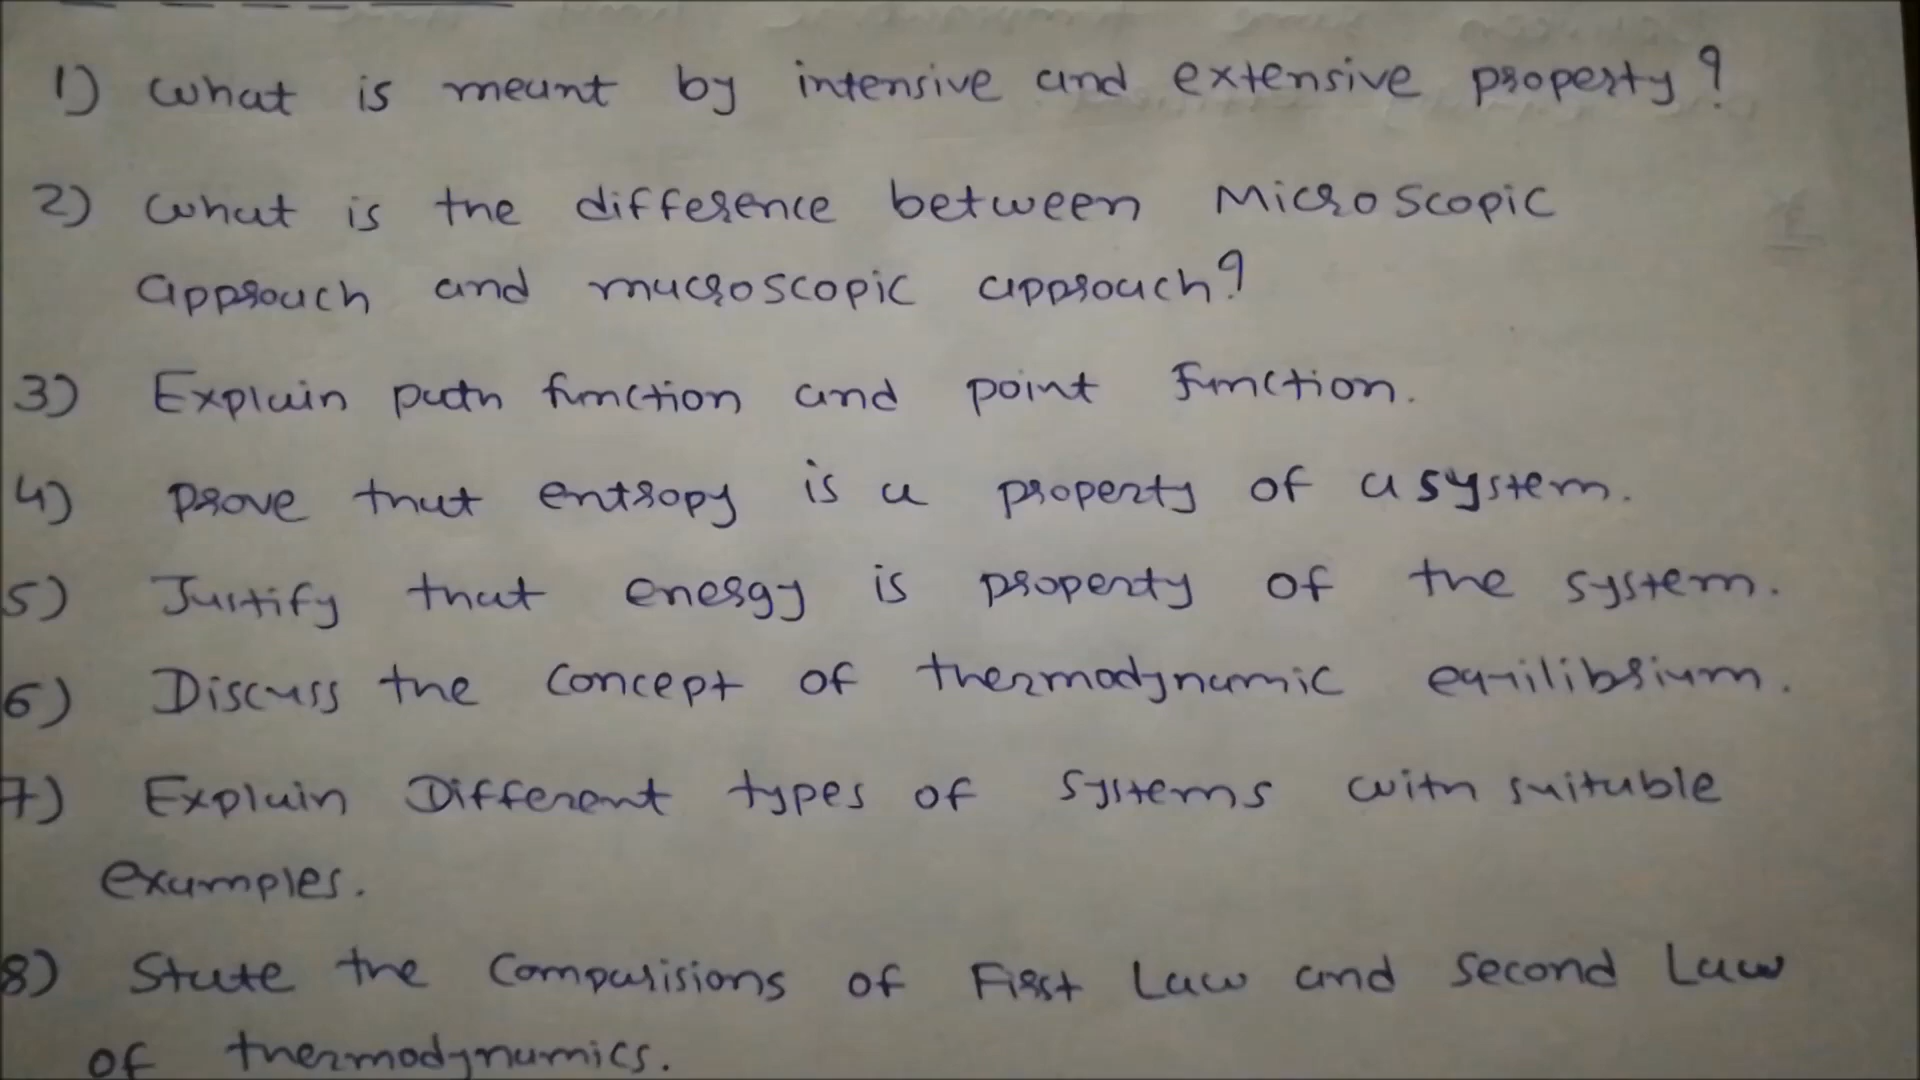 1) What is meant by intensive and extensive property?
2) What is the difference between Microscopic
approach and macroscopic approach?
3) Explain path function and point function.
4) Prove that entropy is a property of a system.
5) Justify that energy is property of the system.
6) Discuss the concept of thermodynamic equilibrium.
7) Explain Different types of systems with suitable
examples.
8) State the comparisions of First Law and second Law
of thermodynamics.